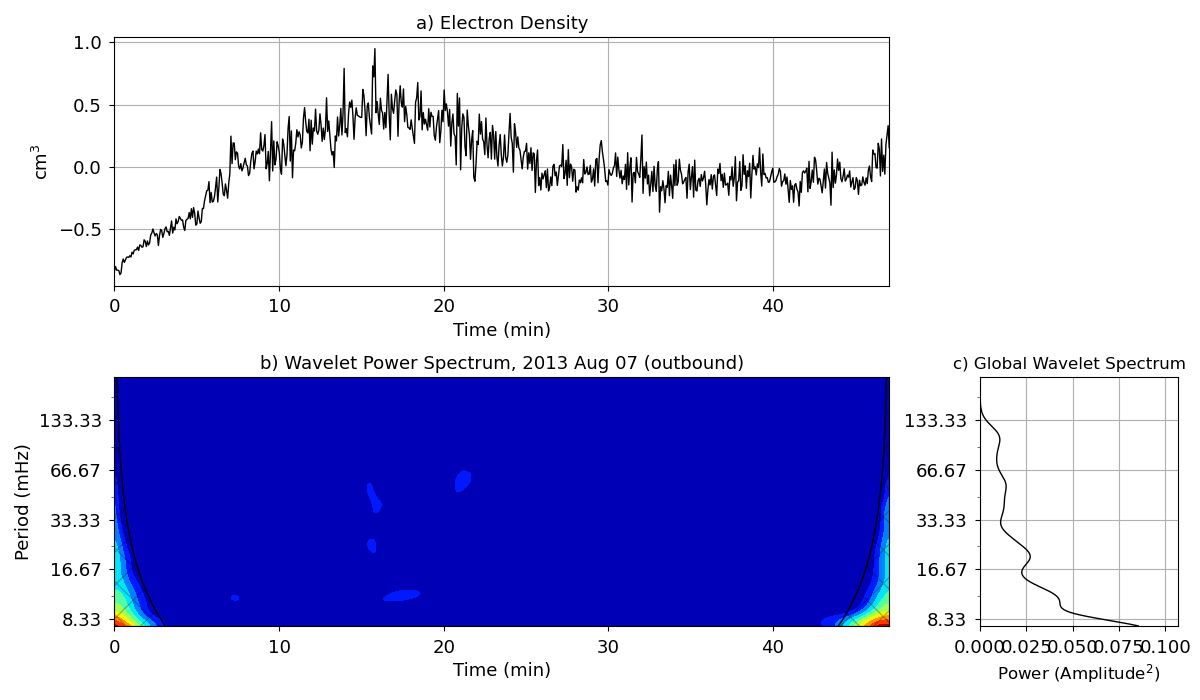 a) Electron Density
1.0
0.5
0.0
−0.5
cm³
0 10 20 30 40
Time (min)
b) Wavelet Power Spectrum, 2013 Aug 07 (outbound)
133.33
66.67
33.33
16.67
8.33
Period (mHz)
0 10 20 30 40
Time (min)
c) Global Wavelet Spectrum
133.33
66.67
33.33
16.67
8.33
0.000 0.025 0.050 0.075 0.100
Power (Amplitude²)